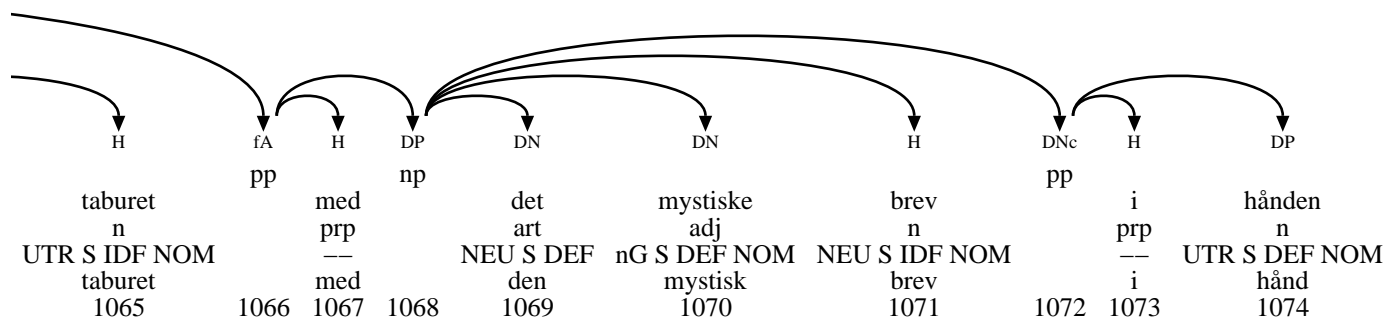 H fA H DP DN DN H DNc H DP
pp np pp
taburet med det mystiske brev i hånden
n prp art adj n prp n
UTR S IDF NOM −− NEU S DEF nG S DEF NOM NEU S IDF NOM −− UTR S DEF NOM
taburet med den mystisk brev i hånd
1065 1066 1067 1068 1069 1070 1071 1072 1073 1074